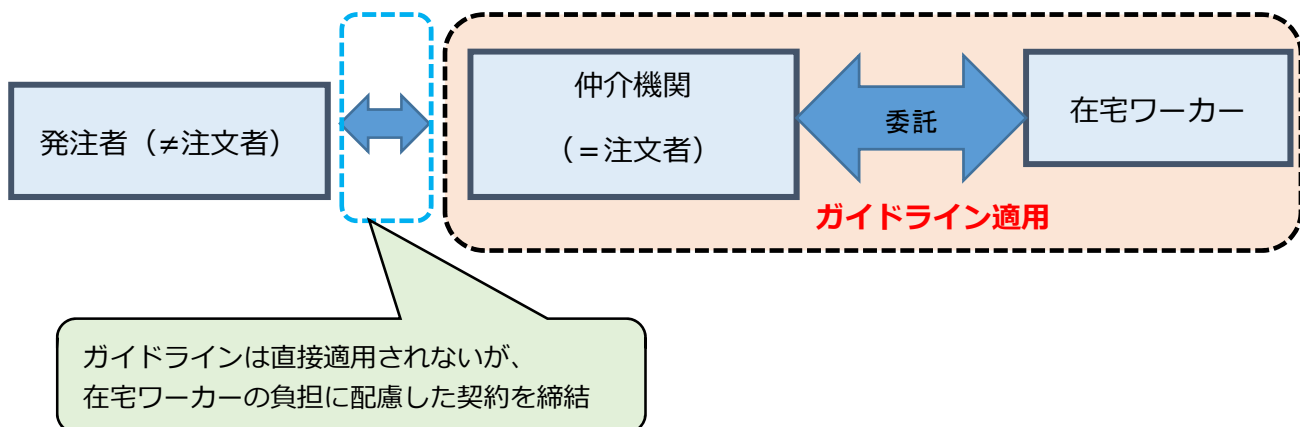 発注者（≠注文者）
仲介機関
（＝注文者）
委託
在宅ワーカー
ガイドライン適用
ガイドラインは直接適用されないが、
在宅ワーカーの負担に配慮した契約を締結